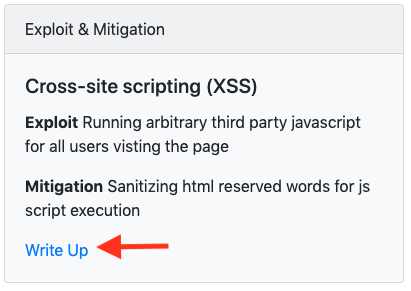 Exploit & Mitigation
Cross-site scripting (XSS)
Exploit Running arbitrary third party javascript
for all users visting the page
Mitigation Sanitizing html reserved words for js
script execution
Write Up